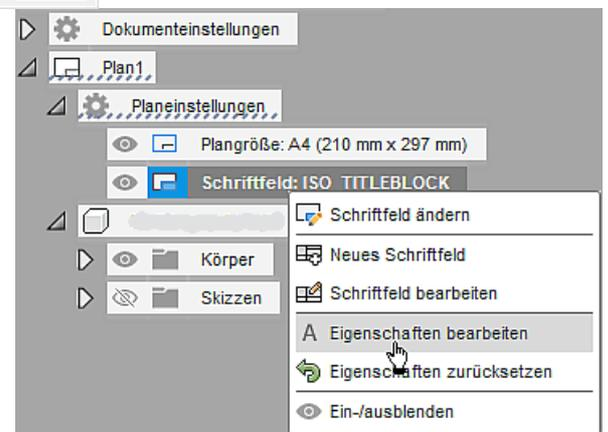 Dokumenteinstellungen
Plan1
Planeinstellungen
Plangröße: A4 (210 mm x 297 mm)
Schriftfeld: ISO_TITLEBLOCK
Schriftfeld ändern
Neues Schriftfeld
Körper
Schriftfeld bearbeiten
Skizzen
A Eigenschaften bearbeiten
Eigenschaften zurücksetzen
Ein-/ausblenden